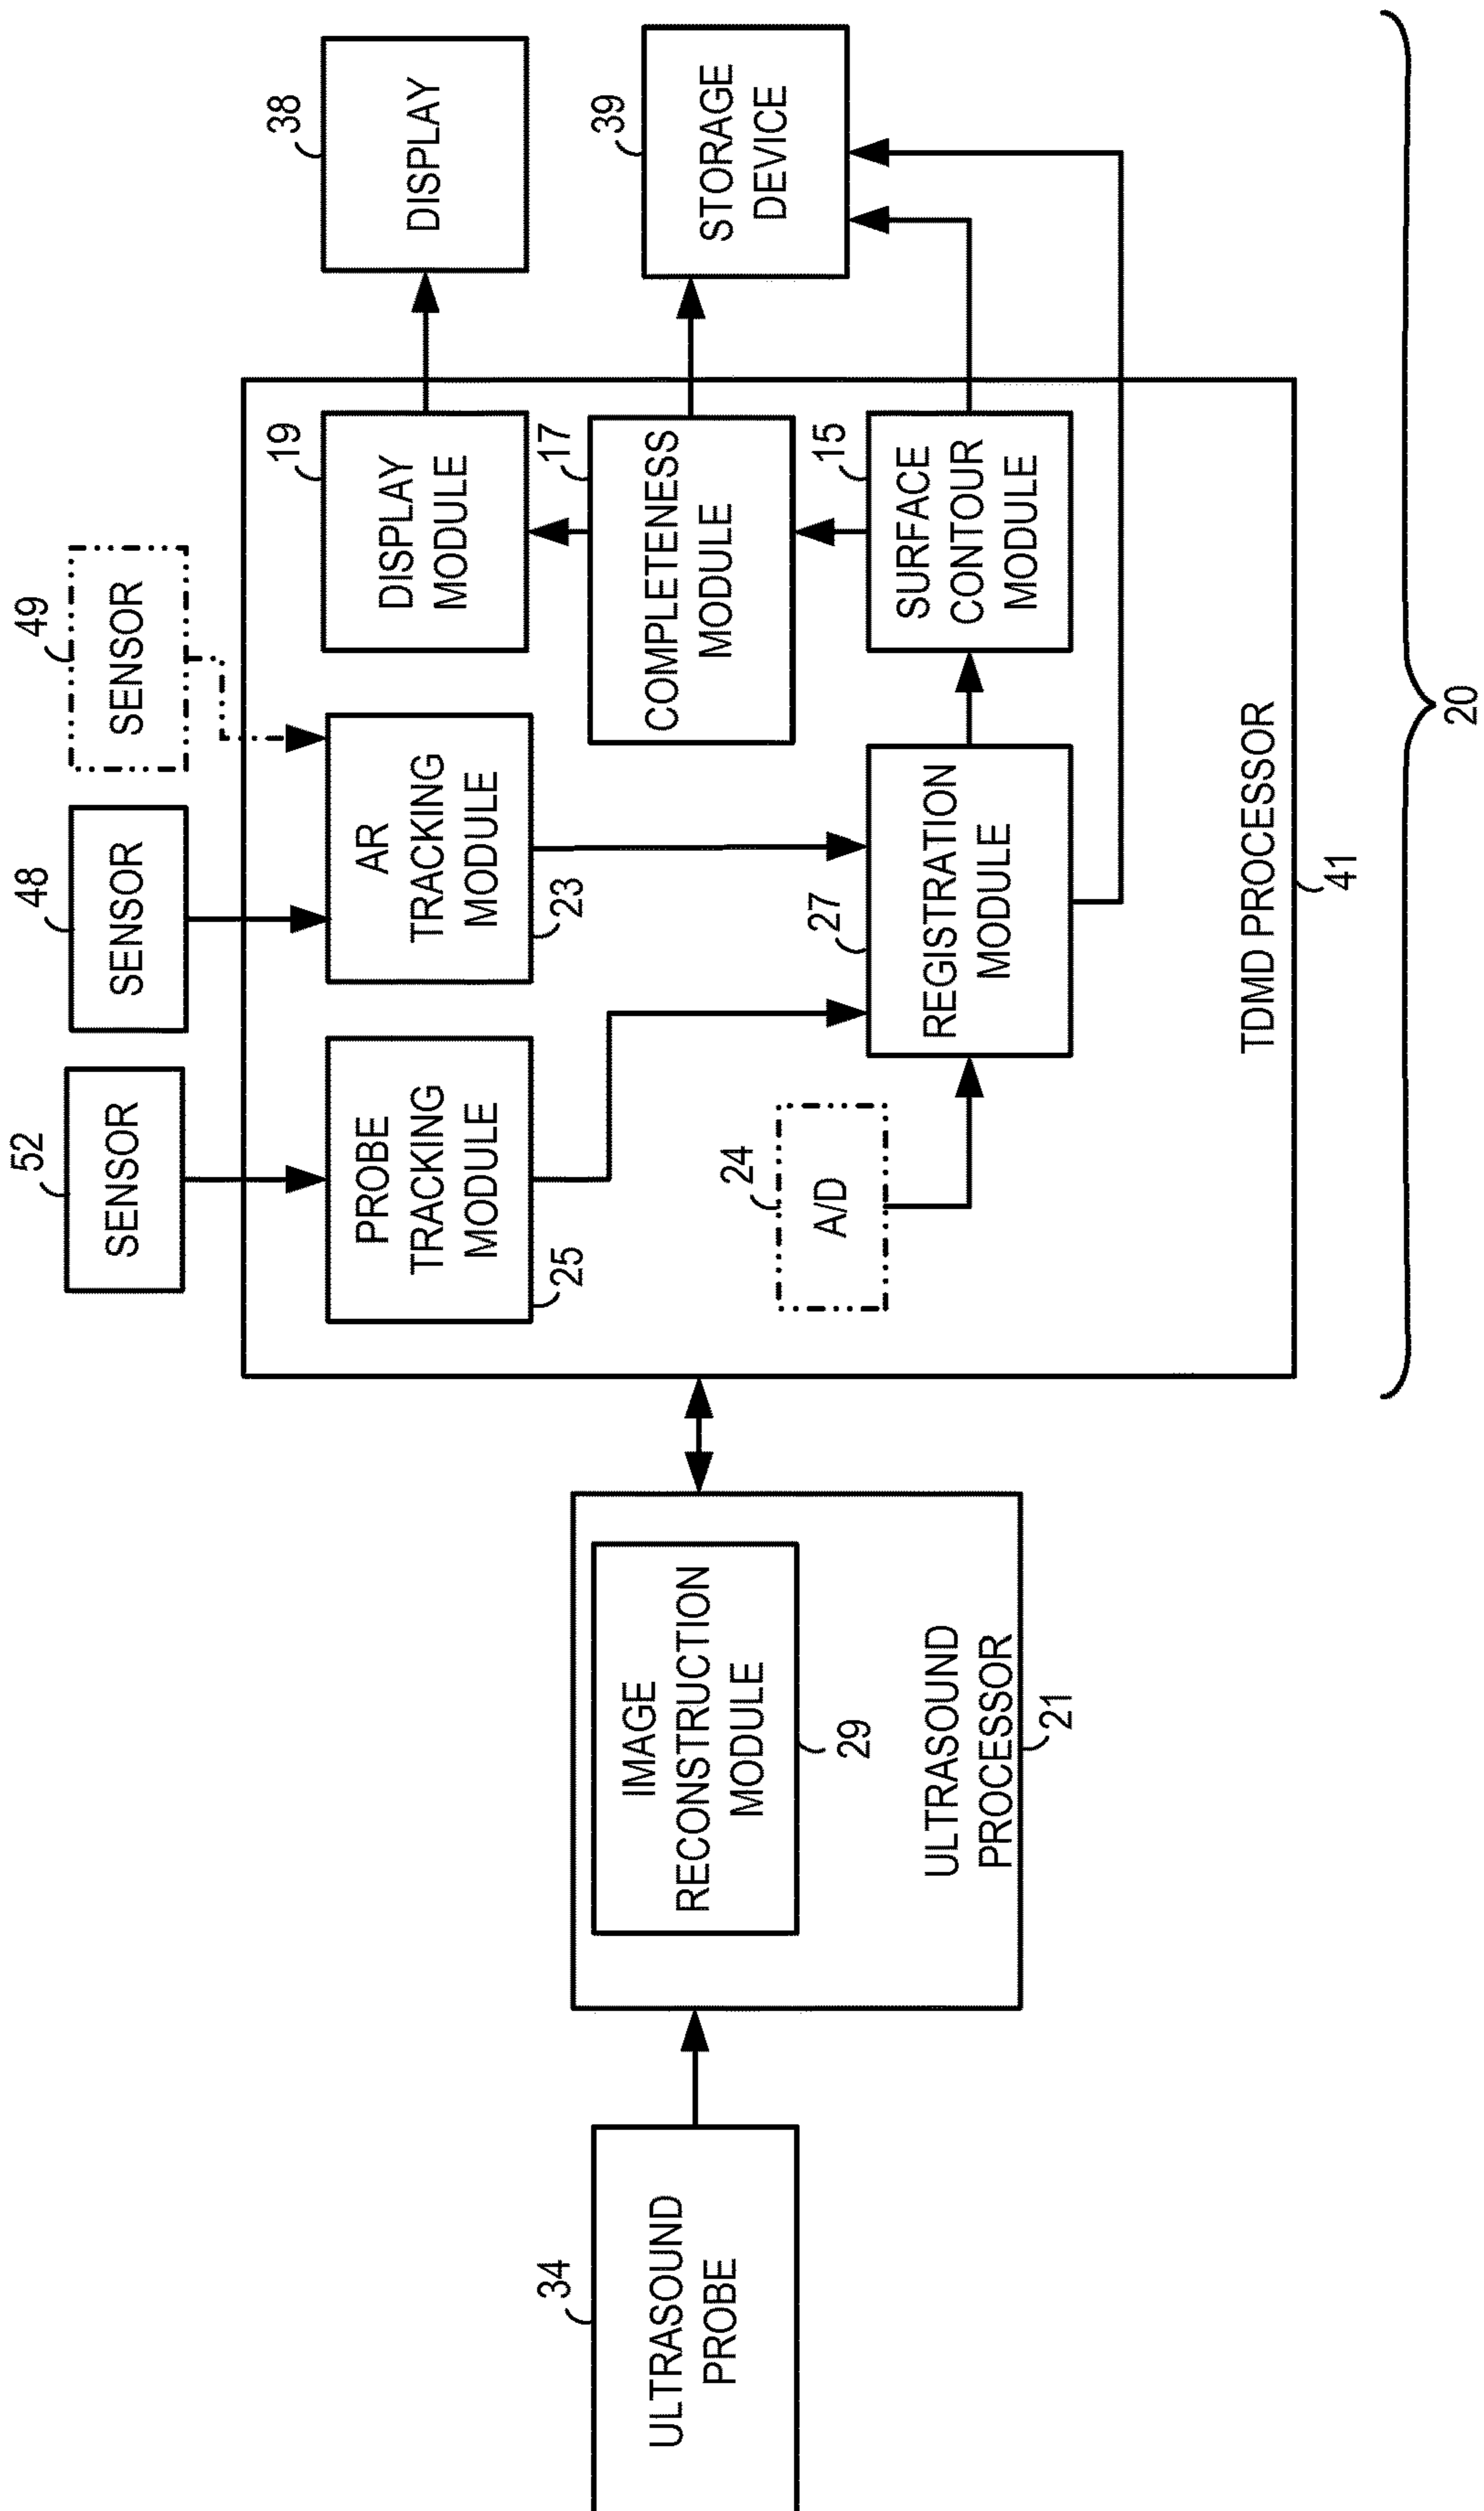 34
ULTRASOUND
PROBE
IMAGE
RECONSTRUCTION
MODULE
29
ULTRASOUND
PROCESSOR
21
52
SENSOR
48
SENSOR
49
SENSOR
PROBE
TRACKING
MODULE
25
AR
TRACKING
MODULE
23
19
DISPLAY
MODULE
38
DISPLAY
17
COMPLETENESS
MODULE
39
STORAGE
DEVICE
24
A/D
27
REGISTRATION
MODULE
15
SURFACE
CONTOUR
MODULE
TDMD PROCESSOR
41
20